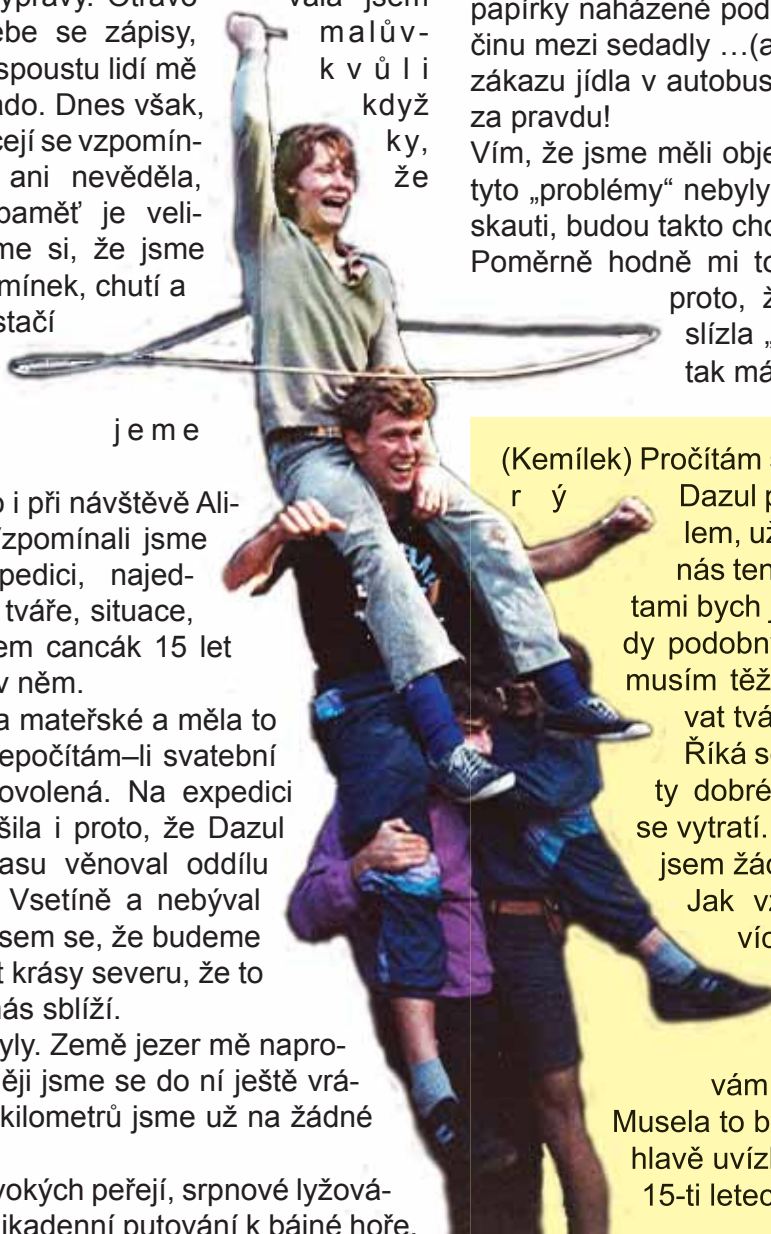 výpravy. Otravo vala jsem
ebe se zápisy, malův-
spoustu lidí mě k v ů l i
ado. Dnes však, když
cejí se vzpomín- ky,
ani nevěděla, že
paměť je veli-
me si, že jsme
mínek, chutí a
stačí
j e m e
o i při návštěvě Ali-
zpomínali jsme
pedici, najed-
tváře, situace,
em cancák 15 let
v něm.
a mateřské a měla to
epočítám–li svatební
ovolená. Na expedici
šila i proto, že Dazul
asu věnoval oddílu
Vsetíně a nebýval
sem se, že budeme
t krásy severu, že to
nás sblíží.
yly. Země jezer mě napro-
ěji jsme se do ní ještě vrá-
kilometrů jsme už na žádné
vokých peřejí, srpnové lyžová-
ikadenní putování k bájné hoře,
papírky naházené pod
činu mezi sedadly …(a
zákazu jídla v autobus
za pravdu!
Vím, že jsme měli obje
tyto „problémy“ nebyly
skauti, budou takto cho
Poměrně hodně mi to
proto, ž
slízla „
tak má
(Kemílek) Pročítám s
r ý Dazul p
lem, už
nás ten
tami bych j
dy podobn
musím těž
vat tvá
Říká se
ty dobré
se vytratí.
jsem žád
Jak vz
víc
vám
Musela to b
hlavě uvízl
15-ti letec